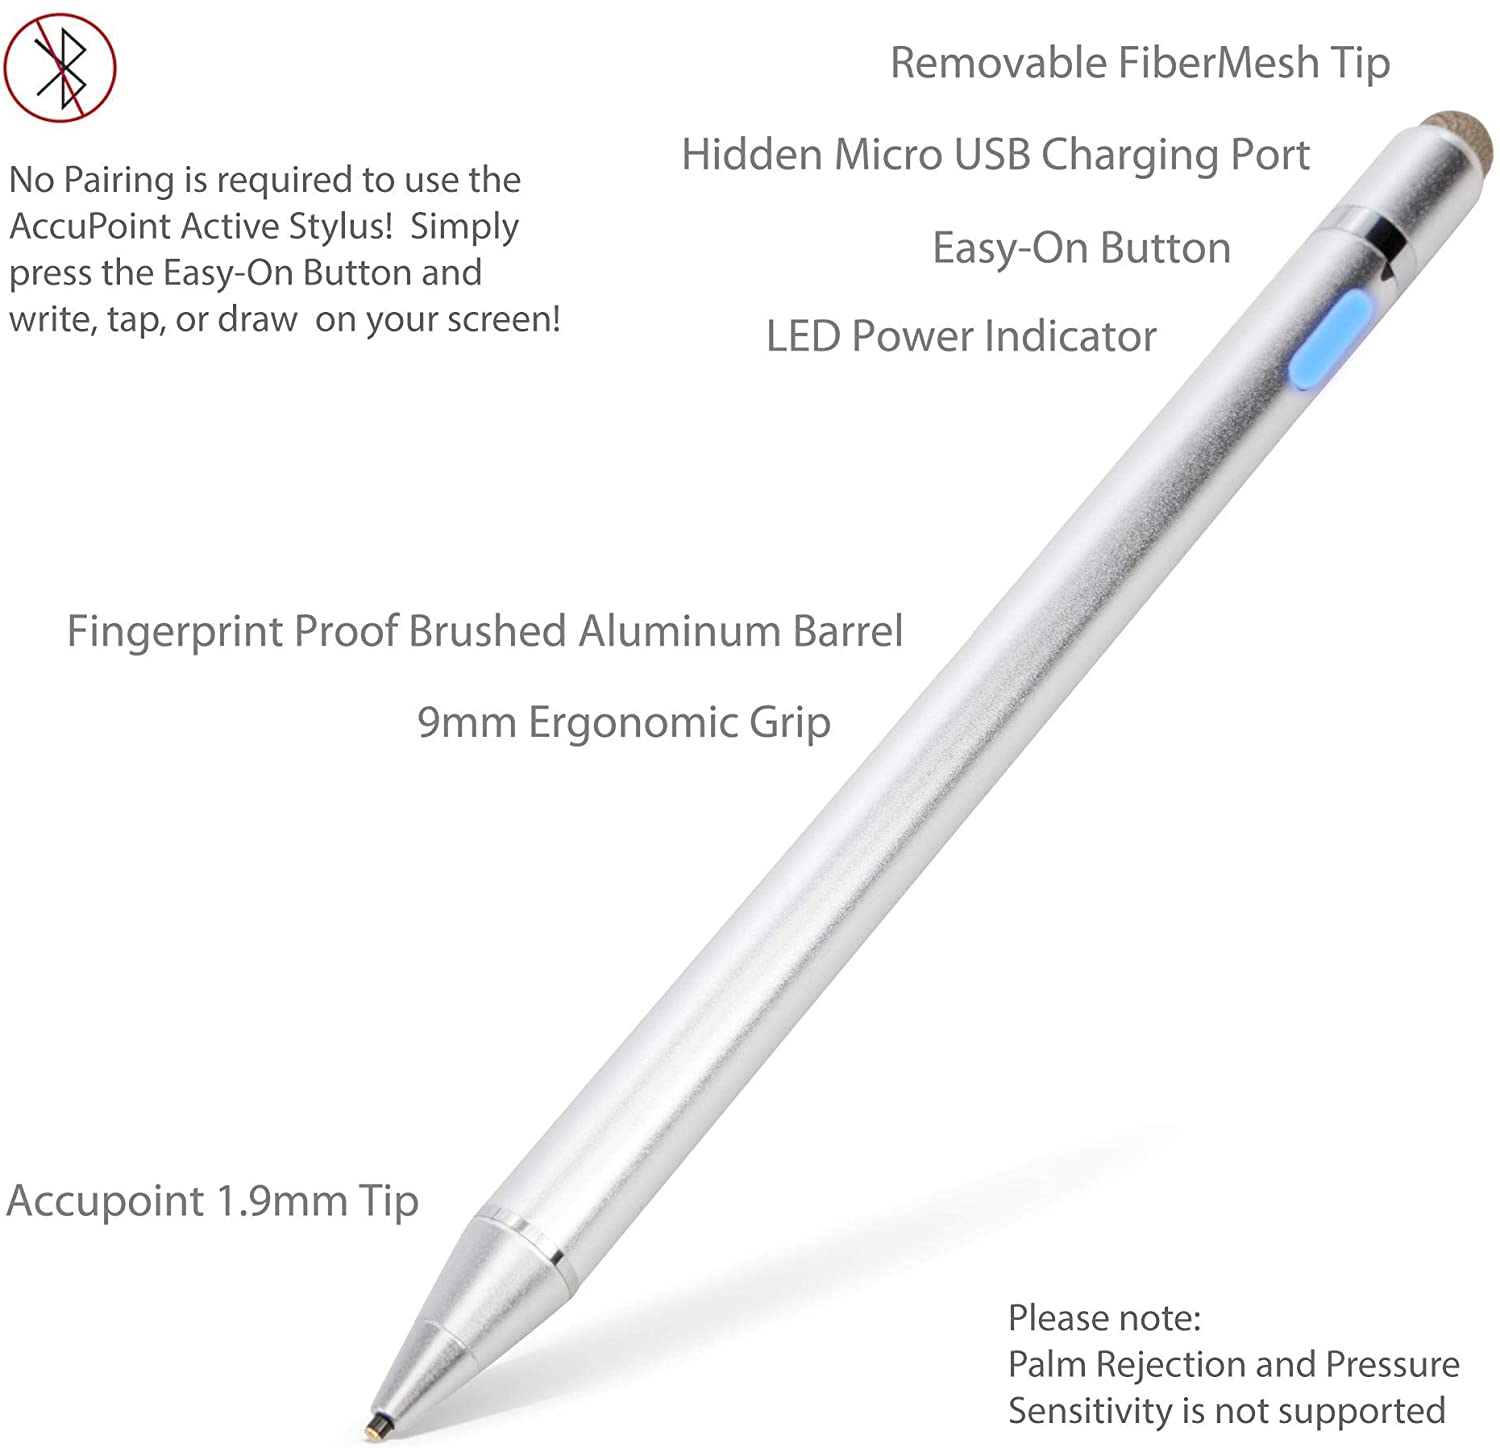 Removable FiberMesh Tip
Hidden Micro USB Charging Port
No Pairing is required to use the
AccuPoint Active Stylus!  Simply
press the Easy-On Button and
write, tap, or draw  on your screen!
Easy-On Button
LED Power Indicator
Fingerprint Proof Brushed Aluminum Barrel
9mm Ergonomic Grip
Accupoint 1.9mm Tip
Please note:
Palm Rejection and Pressure
Sensitivity is not supported